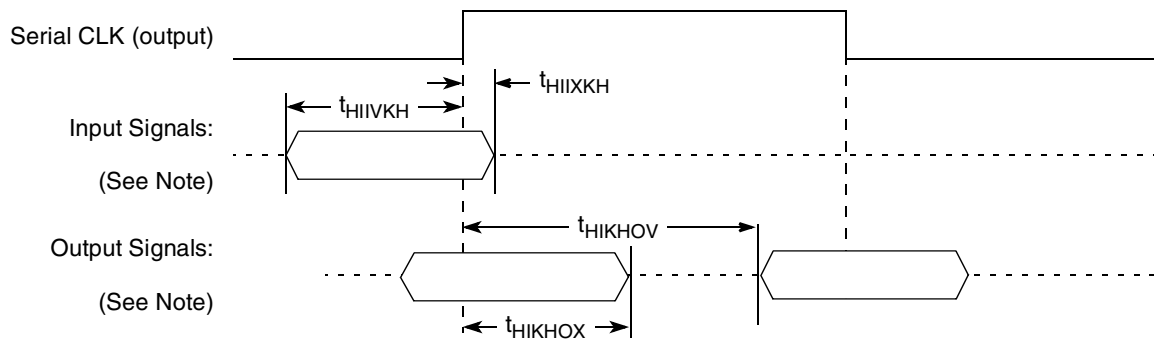 Serial CLK (output)
tHIIXKH
tHIIVKH
Input Signals:
(See Note)
tHIKHOV
Output Signals:
(See Note)
tHIKHOX